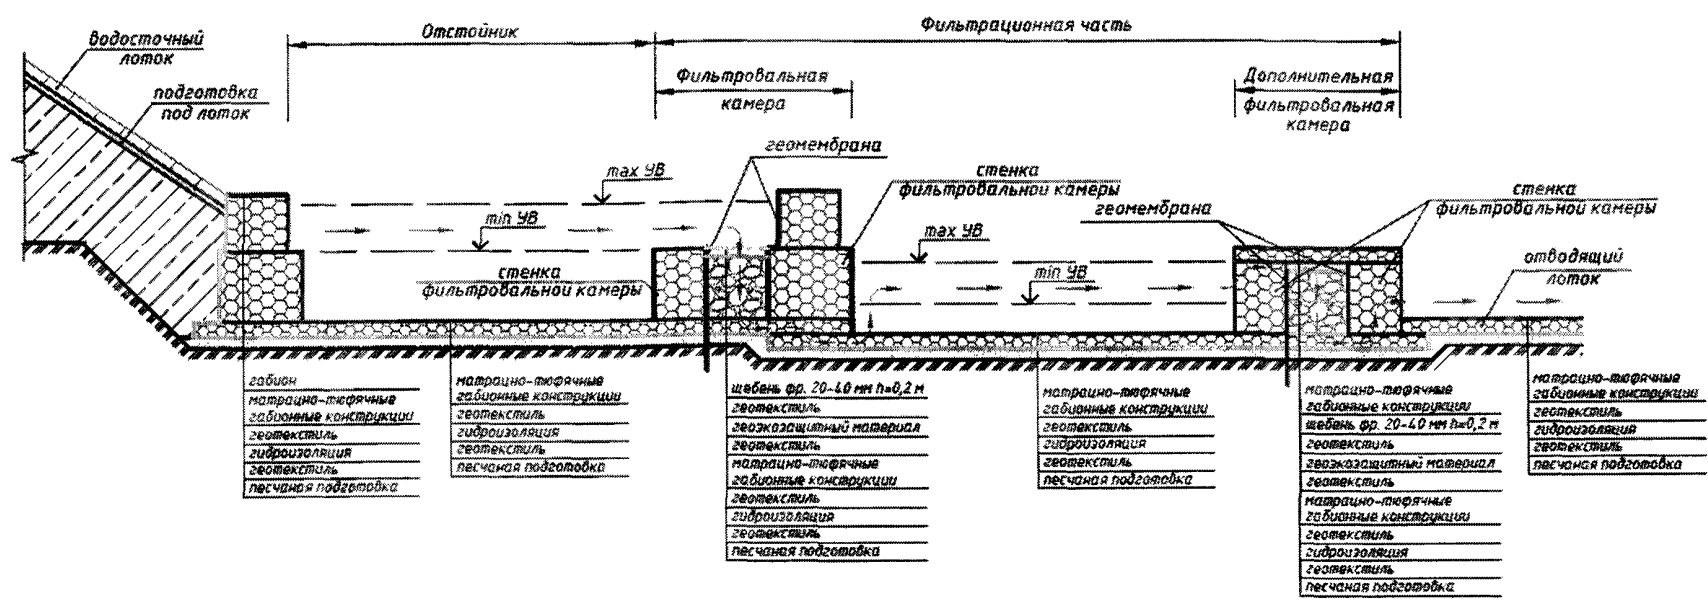 Отстойник
Фильтрационная часть
водосточный
лоток
Фильтровальная
камера
Дополнительная
фильтровальная
камера
подготовка
под лоток
геомембрана
max УВ
стенка
фильтровальной камеры
стенка
фильтровальной камеры
геомембрана
min УВ
max УВ
отводящий
лоток
стенка
фильтровальной камеры
min УВ
габион
матрацно-тюфячные
габионные конструкции
геотекстиль
гидроизоляция
геотекстиль
песчаная подготовка
матрацно-тюфячные
габионные конструкции
геотекстиль
гидроизоляция
геотекстиль
песчаная подготовка
щебень фр. 20-40 мм h=0,2 м
геотекстиль
геоэкозащитный материал
геотекстиль
матрацно-тюфячные
габионные конструкции
геотекстиль
гидроизоляция
геотекстиль
песчаная подготовка
матрацно-тюфячные
габионные конструкции
геотекстиль
гидроизоляция
геотекстиль
песчаная подготовка
матрацно-тюфячные
габионные конструкции
щебень фр. 20-40 мм h=0,2 м
геотекстиль
геоэкозащитный материал
геотекстиль
матрацно-тюфячные
габионные конструкции
геотекстиль
гидроизоляция
геотекстиль
песчаная подготовка
матрацно-тюфячные
габионные конструкции
геотекстиль
гидроизоляция
геотекстиль
песчаная подготовка